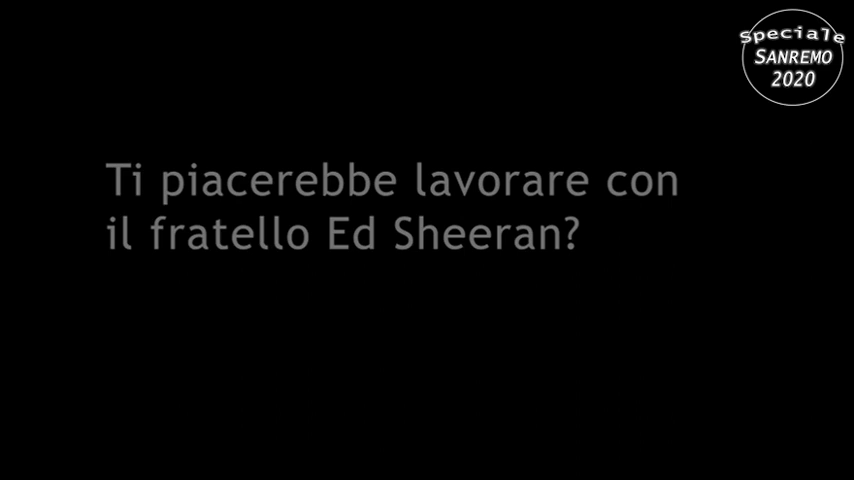 Speciale
SANREMO
2020
Ti piacerebbe lavorare con
il fratello Ed Sheeran?